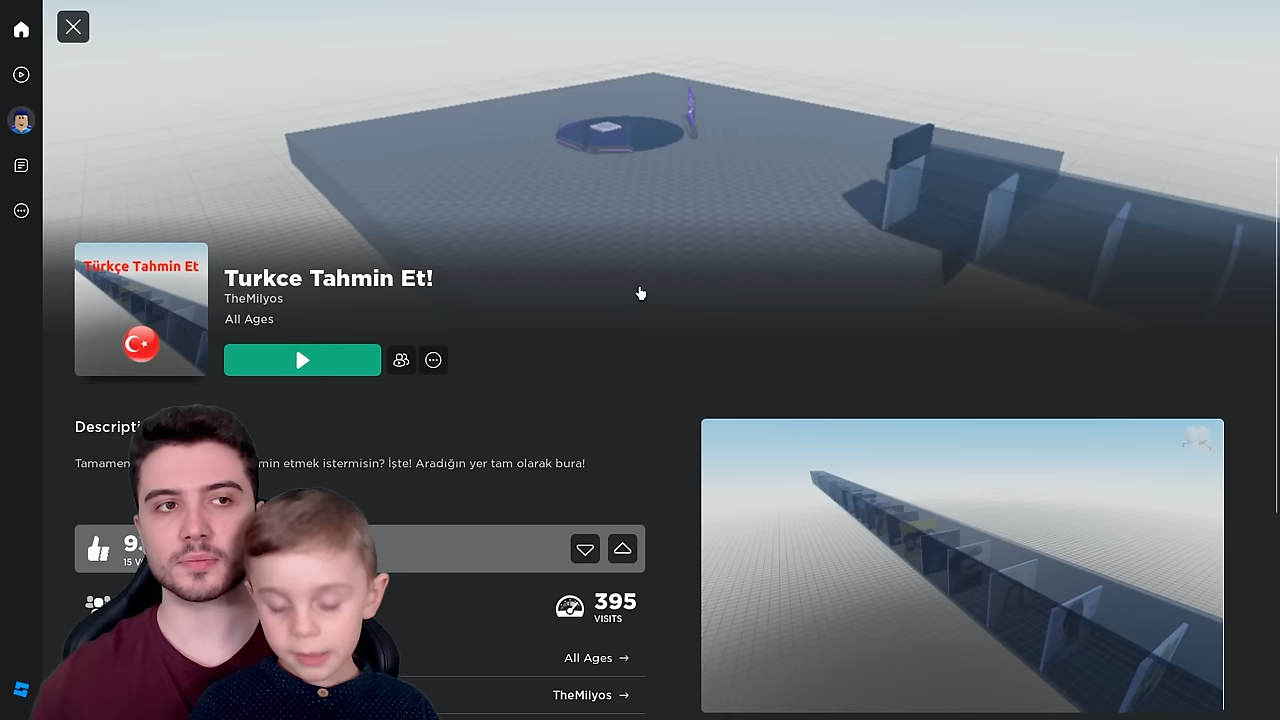 Türkçe Tahmin Et
Turkce Tahmin Et!
TheMilyos
All Ages
Descripti
Tamamen
min etmek istermisin? İşte! Aradığın yer tam olarak bura!
15 V
395
VISITS
All Ages →
TheMilyos →